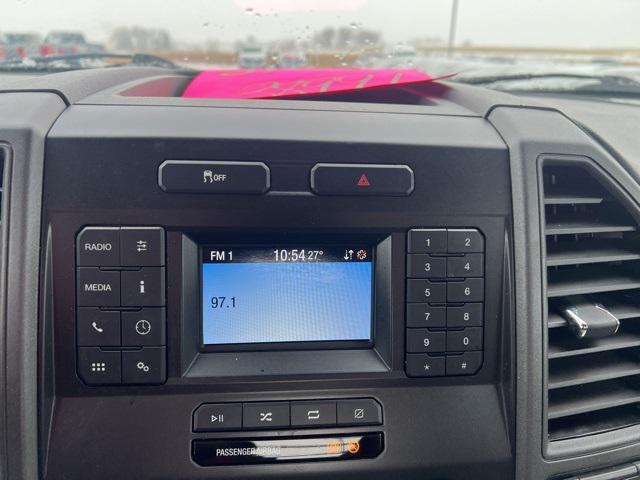 OFF
RADIO
MEDIA
FM 1 10:54 27°
97.1
1 2
3 4
5 6
7 8
9 0
* #
PASSENGER AIRBAG